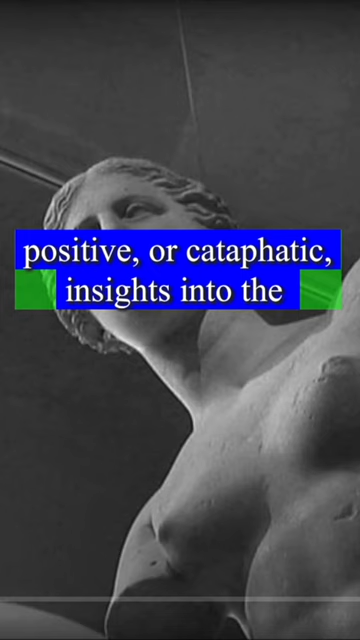 positive, or cataphatic,
insights into the